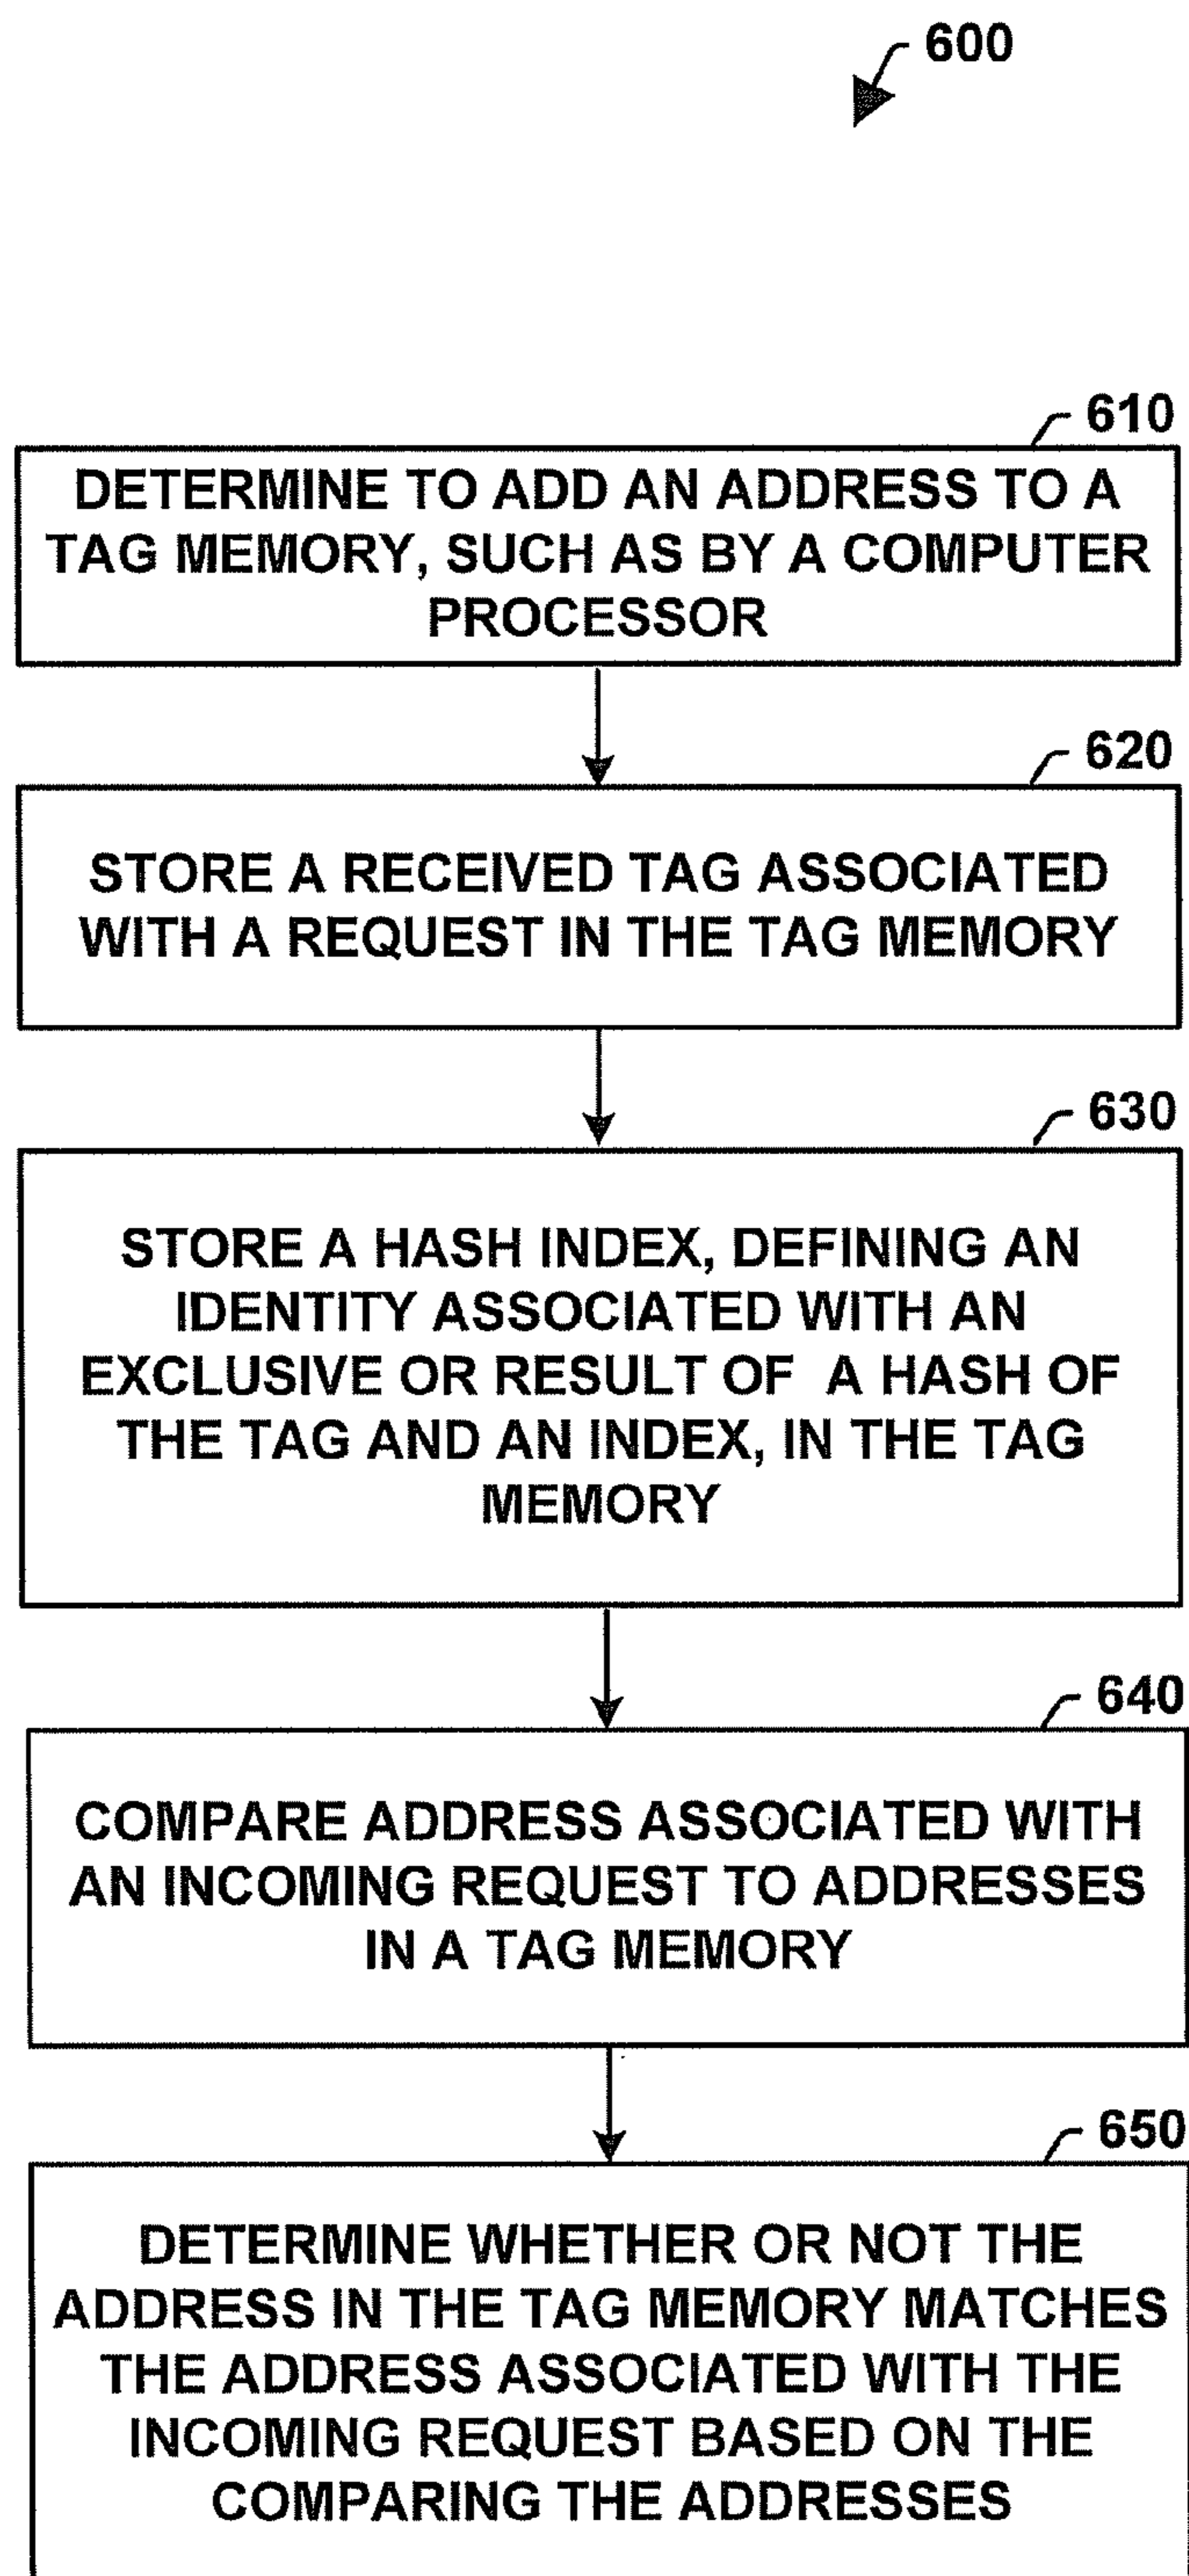 600
610
DETERMINE TO ADD AN ADDRESS TO A
TAG MEMORY, SUCH AS BY A COMPUTER
PROCESSOR
620
STORE A RECEIVED TAG ASSOCIATED
WITH A REQUEST IN THE TAG MEMORY
630
STORE A HASH INDEX, DEFINING AN
IDENTITY ASSOCIATED WITH AN
EXCLUSIVE OR RESULT OF A HASH OF
THE TAG AND AN INDEX, IN THE TAG
MEMORY
640
COMPARE ADDRESS ASSOCIATED WITH
AN INCOMING REQUEST TO ADDRESSES
IN A TAG MEMORY
650
DETERMINE WHETHER OR NOT THE
ADDRESS IN THE TAG MEMORY MATCHES
THE ADDRESS ASSOCIATED WITH THE
INCOMING REQUEST BASED ON THE
COMPARING THE ADDRESSES